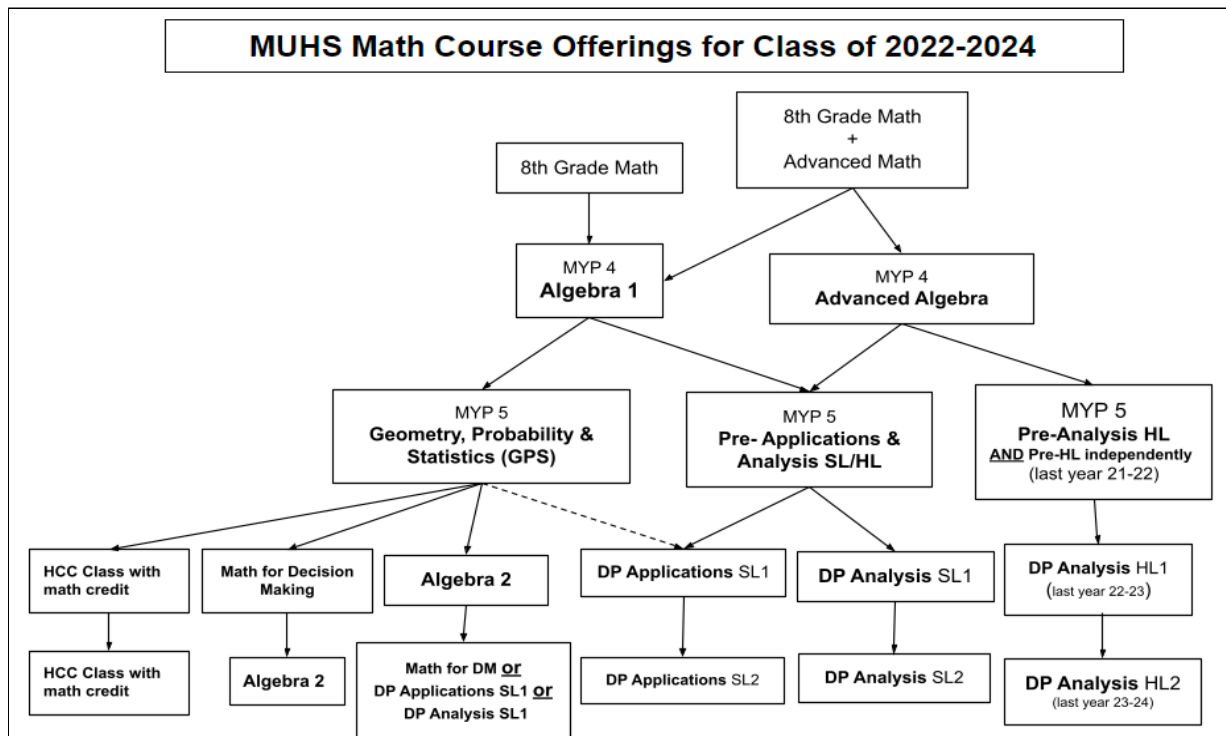 MUHS Math Course Offerings for Class of 2022-2024
8th Grade Math
+
Advanced Math
8th Grade Math
MYP 4
Algebra 1
MYP 4
Advanced Algebra
MYP 5
Geometry, Probability &
Statistics (GPS)
MYP 5
Pre- Applications &
Analysis SL/HL
MYP 5
Pre-Analysis HL
AND Pre-HL independently
(last year 21-22)
HCC Class with
math credit
Math for Decision
Making
Algebra 2
DP Applications SL1
DP Analysis SL1
DP Analysis HL1
(last year 22-23)
HCC Class with
math credit
Algebra 2
Math for DM or
DP Applications SL1 or
DP Analysis SL1
DP Applications SL2
DP Analysis SL2
DP Analysis HL2
(last year 23-24)